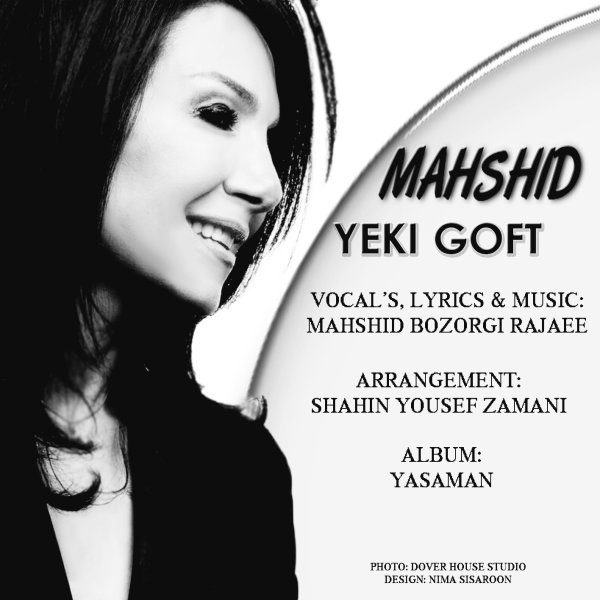 MAHSHID
YEKI GOFT
VOCAL'S, LYRICS & MUSIC:
MAHSHID BOZORGI RAJAEE
ARRANGEMENT:
SHAHIN YOUSEF ZAMANI
ALBUM:
YASAMAN
PHOTO: DOVER HOUSE STUDIO
DESIGN: NIMA SISAROON